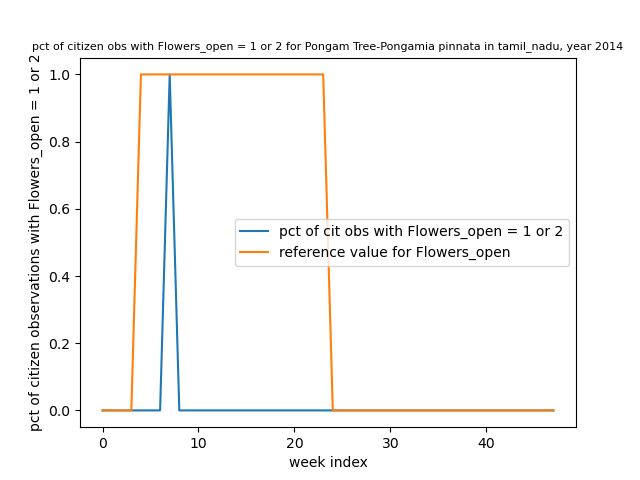 pct of citizen obs with Flowers_open = 1 or 2 for Pongam Tree-Pongamia pinnata in tamil_nadu, year 2014
pct of citizen observations with Flowers_open = 1 or 2
1.0
0.8
0.6
0.4
0.2
0.0
pct of cit obs with Flowers_open = 1 or 2
reference value for Flowers_open
0 10 20 30 40
week index